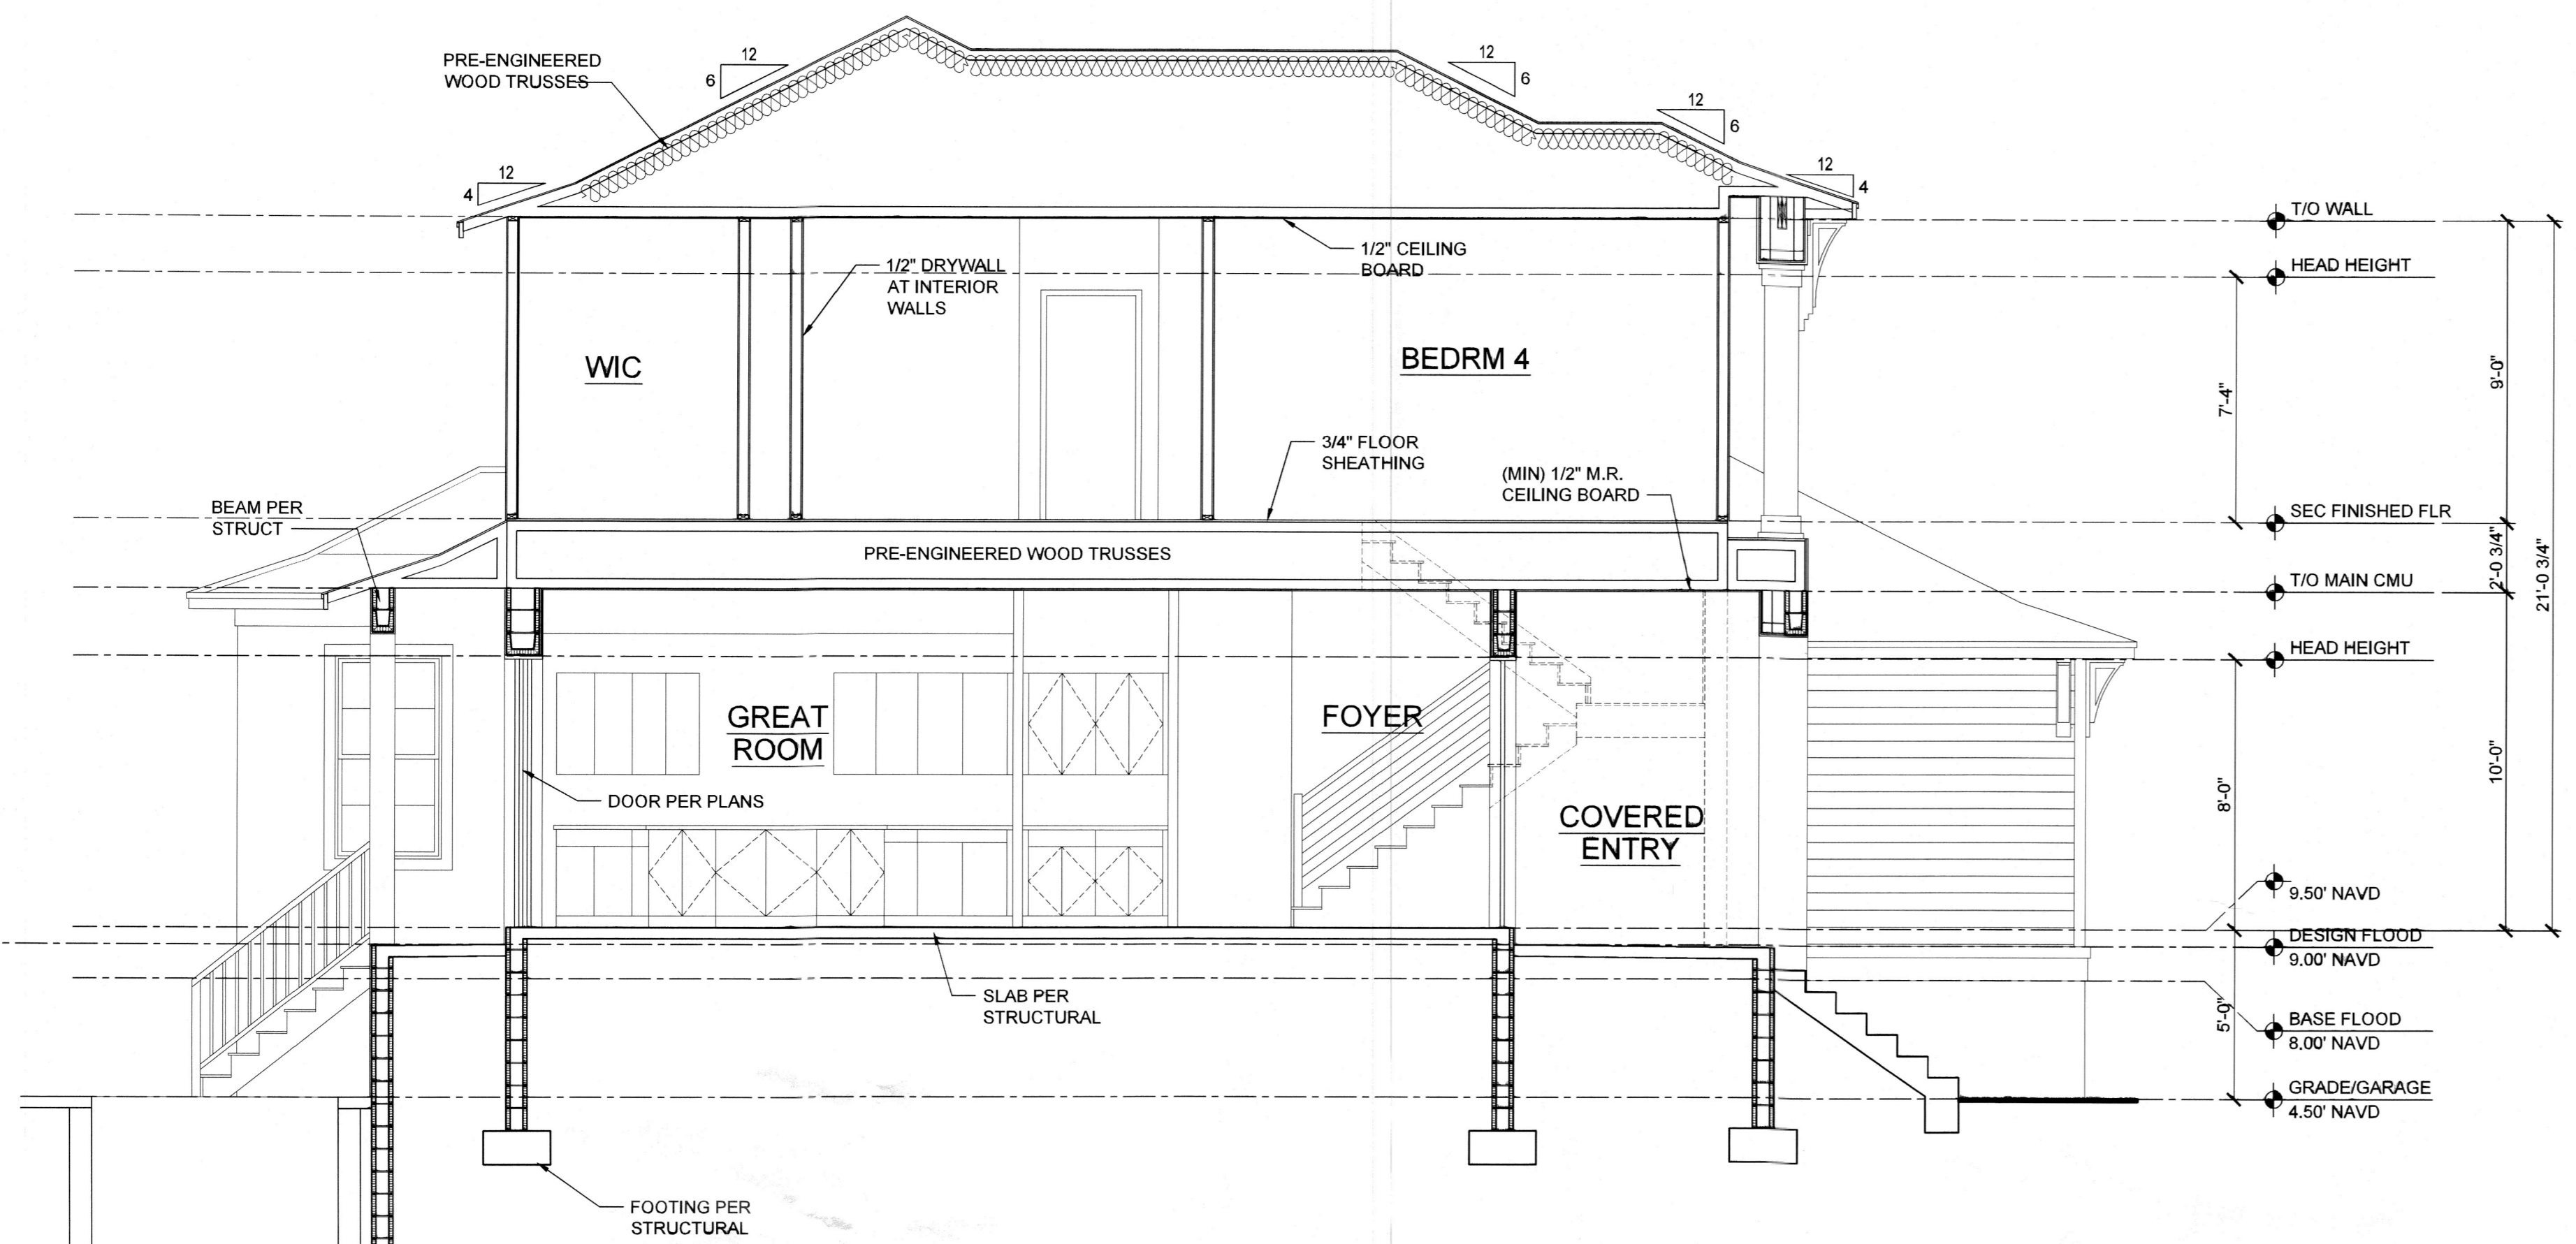 12
6
12
6
PRE-ENGINEERED
WOOD TRUSSES
12
6
12
4
12
4
T/O WALL
1/2" CEILING
BOARD
1/2" DRYWALL
AT INTERIOR
WALLS
HEAD HEIGHT
WIC
BEDRM 4
7'-4"
9'-0"
3/4" FLOOR
SHEATHING
(MIN) 1/2" M.R.
CEILING BOARD
BEAM PER
STRUCT
SEC FINISHED FLR
PRE-ENGINEERED WOOD TRUSSES
2'-0 3/4"
21'-0 3/4"
T/O MAIN CMU
HEAD HEIGHT
GREAT
ROOM
FOYER
DOOR PER PLANS
COVERED
ENTRY
8'-0"
10'-0"
9.50' NAVD
DESIGN FLOOD
9.00' NAVD
SLAB PER
STRUCTURAL
5'-0"
BASE FLOOD
8.00' NAVD
GRADE/GARAGE
4.50' NAVD
FOOTING PER
STRUCTURAL